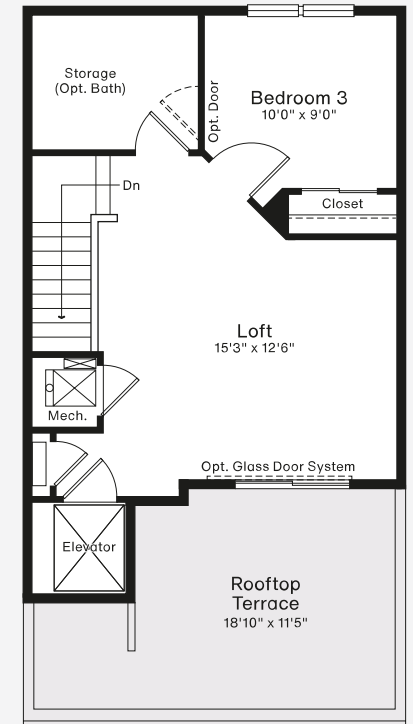 Storage
(Opt. Bath)
Opt. Door
Bedroom 3
10'0" x 9'0"
Dn
Closet
Loft
15'3" x 12'6"
Mech.
Opt. Glass Door System
Elevator
Rooftop
Terrace
18'10" x 11'5"